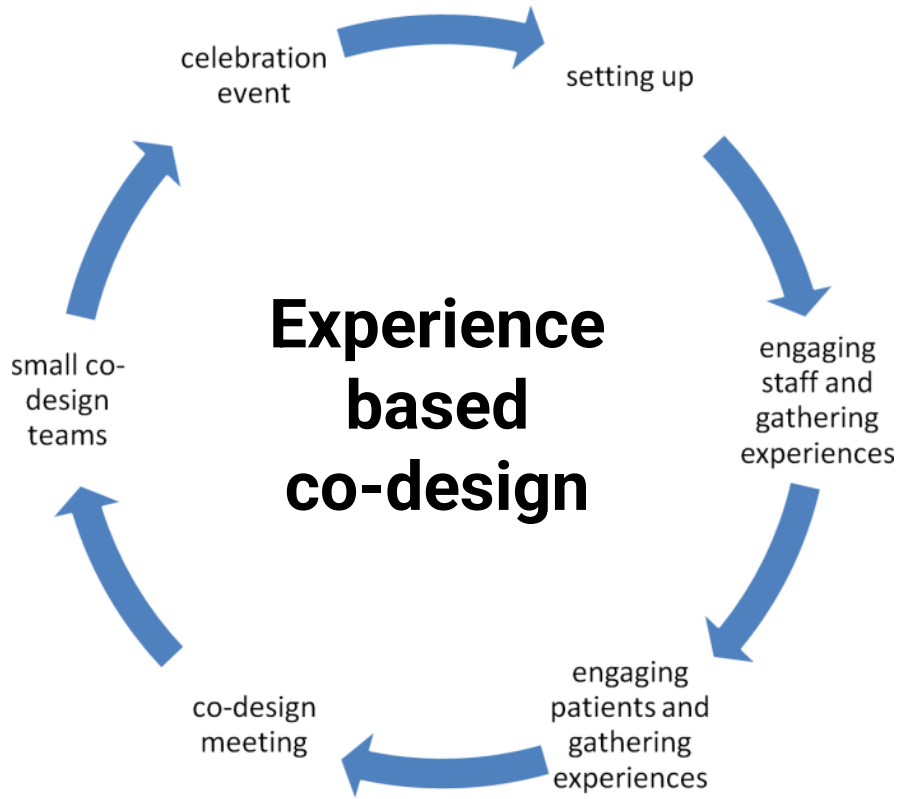 celebration
event
setting up
engaging
staff and
gathering
experiences
engaging
patients and
gathering
experiences
co-design
meeting
small co-
design
teams
Experience
based
co-design